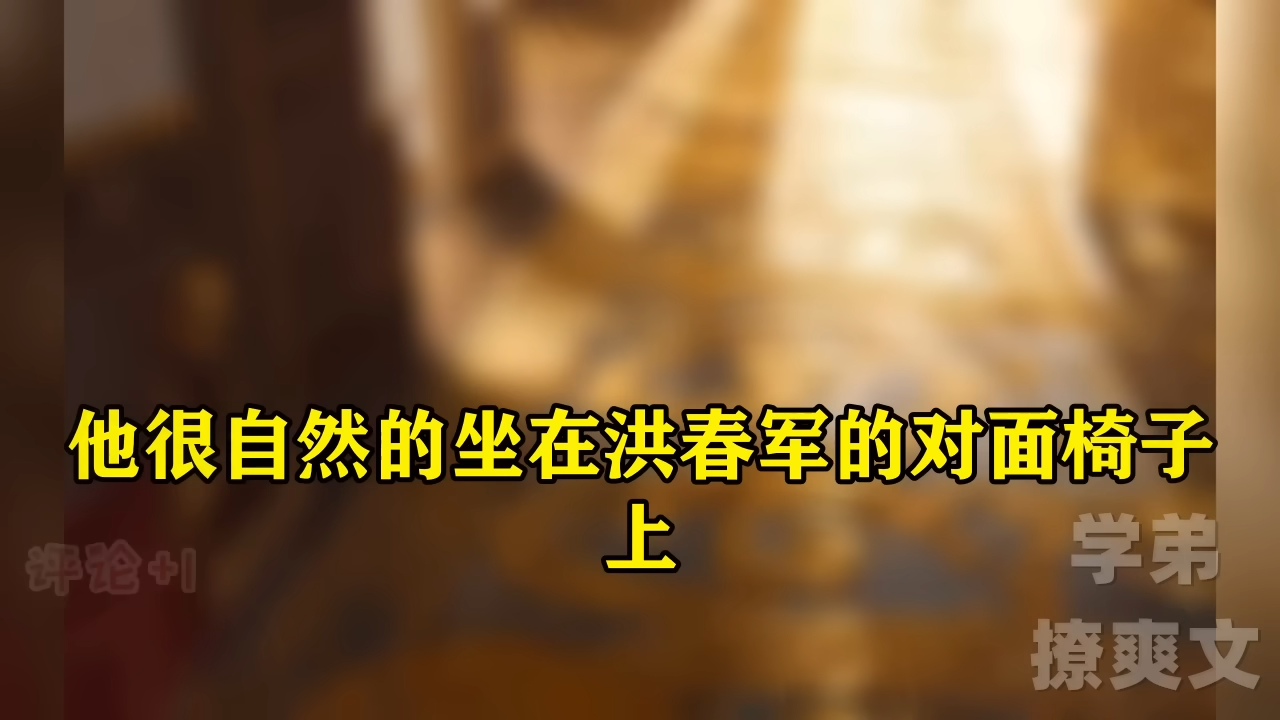 他很自然的坐在洪春军的对面椅子
上
评论+1
学弟
撩爽文